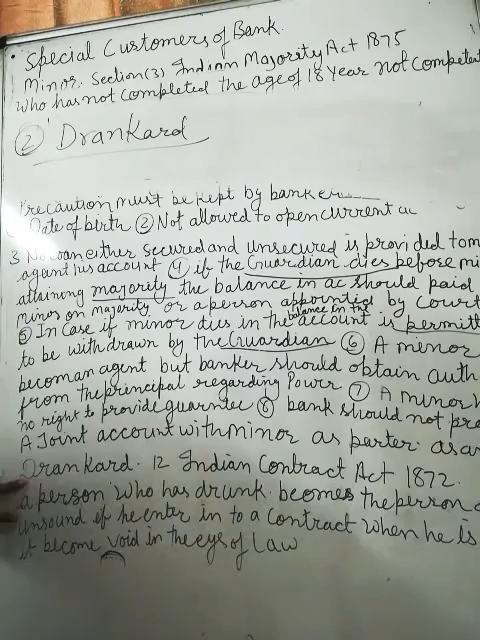 • Special Customers of Bank.
Minor: Section(3) Indian Majority Act 1875
Who has not completed the age of 18 Year not Competent
② Drankard
Precaution must be kept by banker
Date of birth ② Not allowed to open current ac
3 No loan either secured and unsecured is provided to m
agaist his account ④ if the Guardian dies before mi
attaining majority the balance in ac should paid
minor on majority or a person appointed by court
⑤ In Case if minor dies in the balance in the account is permitt
to be withdrawn by the Guardian ⑥ A minor
becoman agent but banker should obtain auth
from the principal regarding Power ⑦ A minor h
no right to provide guarntee ⑧ bank should not pre
A Joint account with minor as parter. as a
Drankard. 12 Indian Contract Act 1872.
a person who has drunk. becomes the person
unsound if he enter in to a Contract when he is
it become void in the eyes of Law